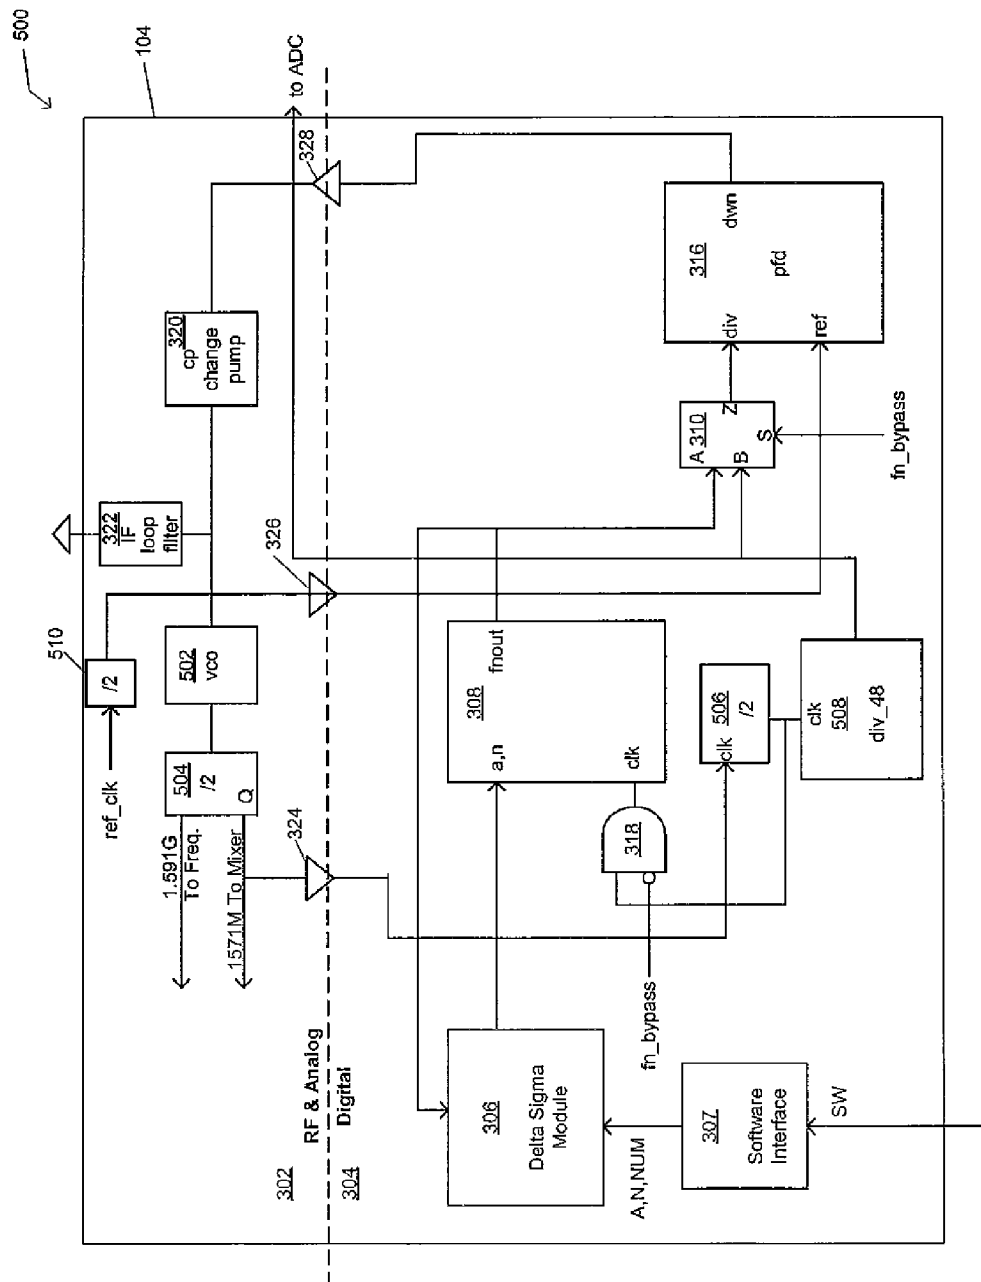 500
104
to ADC
328
320
cp
change
pump
322
IF
loop
filter
326
510
/2
ref_clk
502
vco
504
/2
Q
1.591G
To Freq.
1571M To Mixer
324
RF & Analog
Digital
302
304
316
pfd
dwn
div
ref
A
310
B
Z
S
fn_bypass
308
fnout
a,n
clk
318
fn_bypass
506
/2
clk
clk
508
div_48
306
Delta Sigma
Module
A,N,NUM
307
Software
Interface
SW